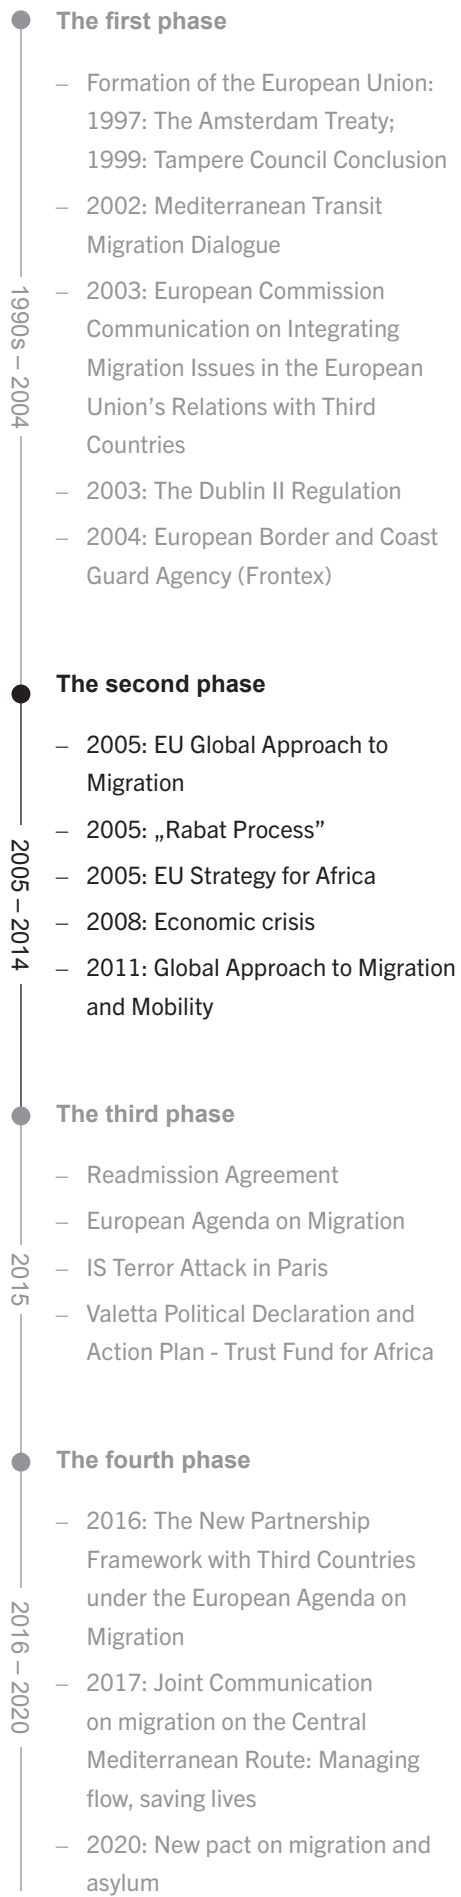 The first phase
– Formation of the European Union:
1997: The Amsterdam Treaty;
1999: Tampere Council Conclusion
– 2002: Mediterranean Transit
Migration Dialogue
1990s – 2004
– 2003: European Commission
Communication on Integrating
Migration Issues in the European
Union’s Relations with Third
Countries
– 2003: The Dublin II Regulation
– 2004: European Border and Coast
Guard Agency (Frontex)
The second phase
– 2005: EU Global Approach to
Migration
2005 – 2014
– 2005: „Rabat Process”
– 2005: EU Strategy for Africa
– 2008: Economic crisis
– 2011: Global Approach to Migration
and Mobility
The third phase
– Readmission Agreement
– European Agenda on Migration
2015
– IS Terror Attack in Paris
– Valetta Political Declaration and
Action Plan - Trust Fund for Africa
The fourth phase
– 2016: The New Partnership
Framework with Third Countries
under the European Agenda on
Migration
2016 – 2020
– 2017: Joint Communication
on migration on the Central
Mediterranean Route: Managing
flow, saving lives
– 2020: New pact on migration and
asylum